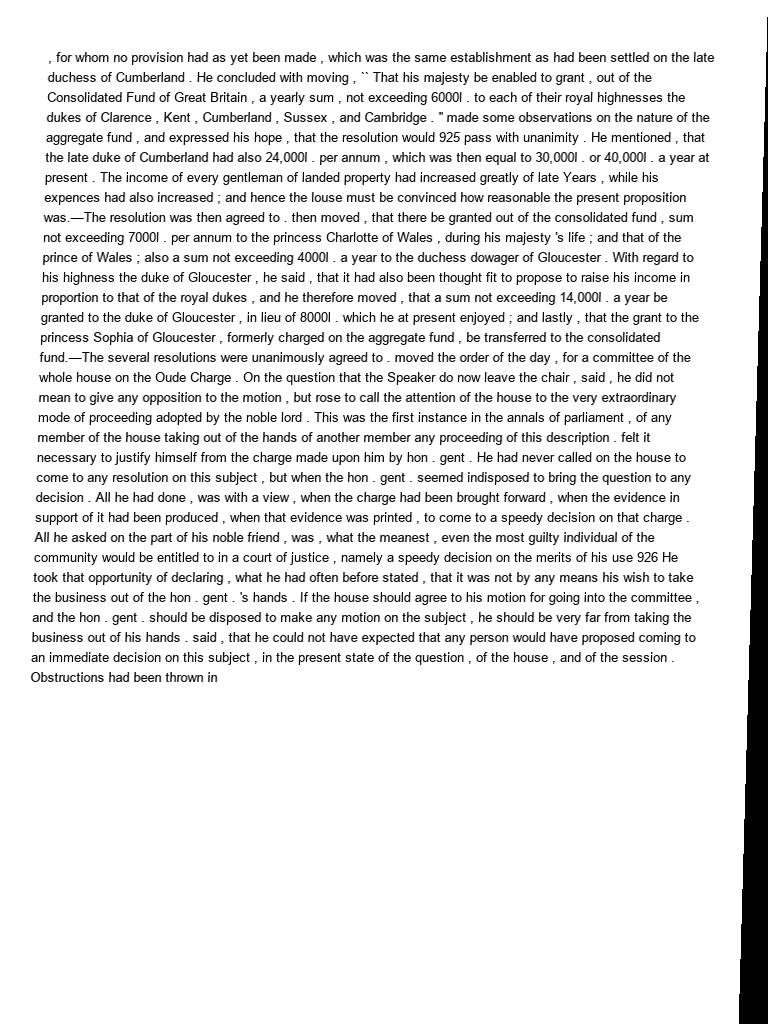 , for whom no provision had as yet been made , which was the same establishment as had been settled on the late
duchess of Cumberland . He concluded with moving , `` That his majesty be enabled to grant , out of the
Consolidated Fund of Great Britain , a yearly sum , not exceeding 6000l . to each of their royal highnesses the
dukes of Clarence , Kent , Cumberland , Sussex , and Cambridge . " made some observations on the nature of the
aggregate fund , and expressed his hope , that the resolution would 925 pass with unanimity . He mentioned , that
the late duke of Cumberland had also 24,000l . per annum , which was then equal to 30,000l . or 40,000l . a year at
present . The income of every gentleman of landed property had increased greatly of late Years , while his
expences had also increased ; and hence the louse must be convinced how reasonable the present proposition
was.—The resolution was then agreed to . then moved , that there be granted out of the consolidated fund , sum
not exceeding 7000l . per annum to the princess Charlotte of Wales , during his majesty 's life ; and that of the
prince of Wales ; also a sum not exceeding 4000l . a year to the duchess dowager of Gloucester . With regard to
his highness the duke of Gloucester , he said , that it had also been thought fit to propose to raise his income in
proportion to that of the royal dukes , and he therefore moved , that a sum not exceeding 14,000l . a year be
granted to the duke of Gloucester , in lieu of 8000l . which he at present enjoyed ; and lastly , that the grant to the
princess Sophia of Gloucester , formerly charged on the aggregate fund , be transferred to the consolidated
fund.—The several resolutions were unanimously agreed to . moved the order of the day , for a committee of the
whole house on the Oude Charge . On the question that the Speaker do now leave the chair , said , he did not
mean to give any opposition to the motion , but rose to call the attention of the house to the very extraordinary
mode of proceeding adopted by the noble lord . This was the first instance in the annals of parliament , of any
member of the house taking out of the hands of another member any proceeding of this description . felt it
necessary to justify himself from the charge made upon him by hon . gent . He had never called on the house to
come to any resolution on this subject , but when the hon . gent . seemed indisposed to bring the question to any
decision . All he had done , was with a view , when the charge had been brought forward , when the evidence in
support of it had been produced , when that evidence was printed , to come to a speedy decision on that charge .
All he asked on the part of his noble friend , was , what the meanest , even the most guilty individual of the
community would be entitled to in a court of justice , namely a speedy decision on the merits of his use 926 He
took that opportunity of declaring , what he had often before stated , that it was not by any means his wish to take
the business out of the hon . gent . 's hands . If the house should agree to his motion for going into the committee ,
and the hon . gent . should be disposed to make any motion on the subject , he should be very far from taking the
business out of his hands . said , that he could not have expected that any person would have proposed coming to
an immediate decision on this subject , in the present state of the question , of the house , and of the session .
Obstructions had been thrown in